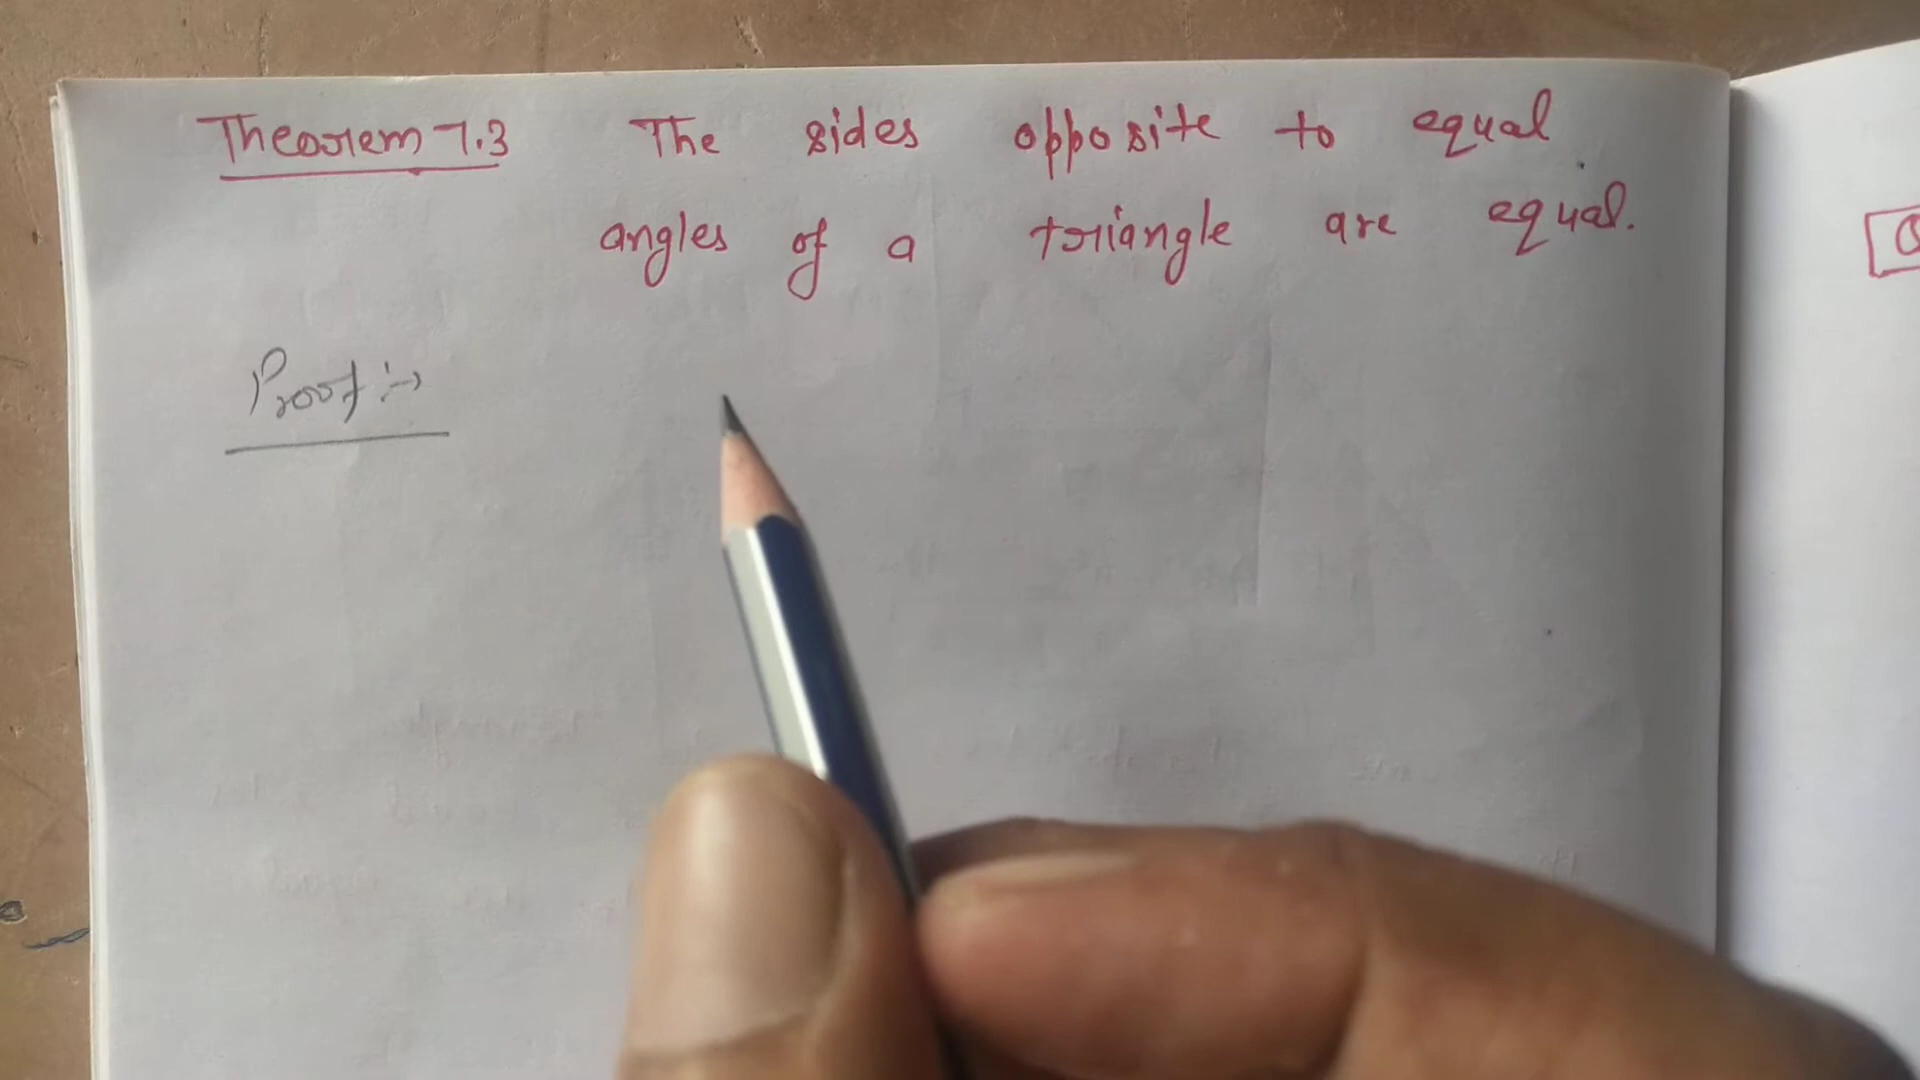 Theorem 7.3 The sides opposite to equal
angles of a triangle are equal.
Proof :→